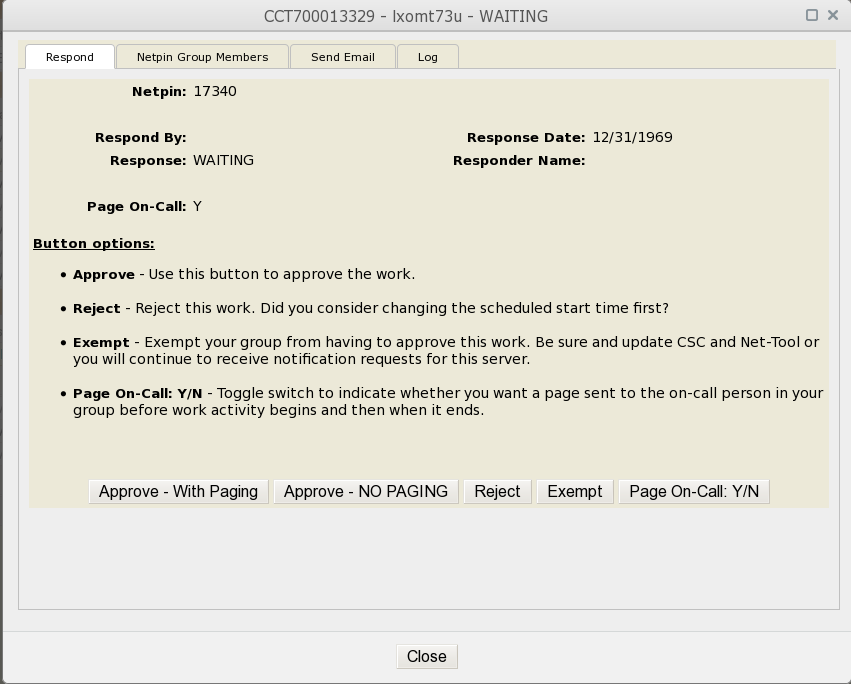 CCT700013329 - lxomt73u - WAITING
Respond Netpin Group Members Send Email Log
Netpin: 17340
Respond By: Response Date: 12/31/1969
Response: WAITING Responder Name:
Page On-Call: Y
Button options:
• Approve - Use this button to approve the work.
• Reject - Reject this work. Did you consider changing the scheduled start time first?
• Exempt - Exempt your group from having to approve this work. Be sure and update CSC and Net-Tool or
you will continue to receive notification requests for this server.
• Page On-Call: Y/N - Toggle switch to indicate whether you want a page sent to the on-call person in your
group before work activity begins and then when it ends.
Approve - With Paging Approve - NO PAGING Reject Exempt Page On-Call: Y/N
Close